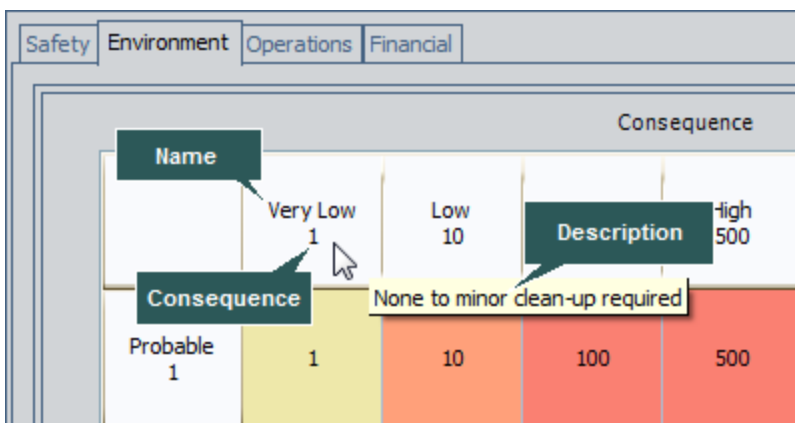 Safety Environment Operations Financial
Consequence
Name
Very Low Low High
1 10 500
Description
Consequence
None to minor clean-up required
Probable
1
1 10 100 500